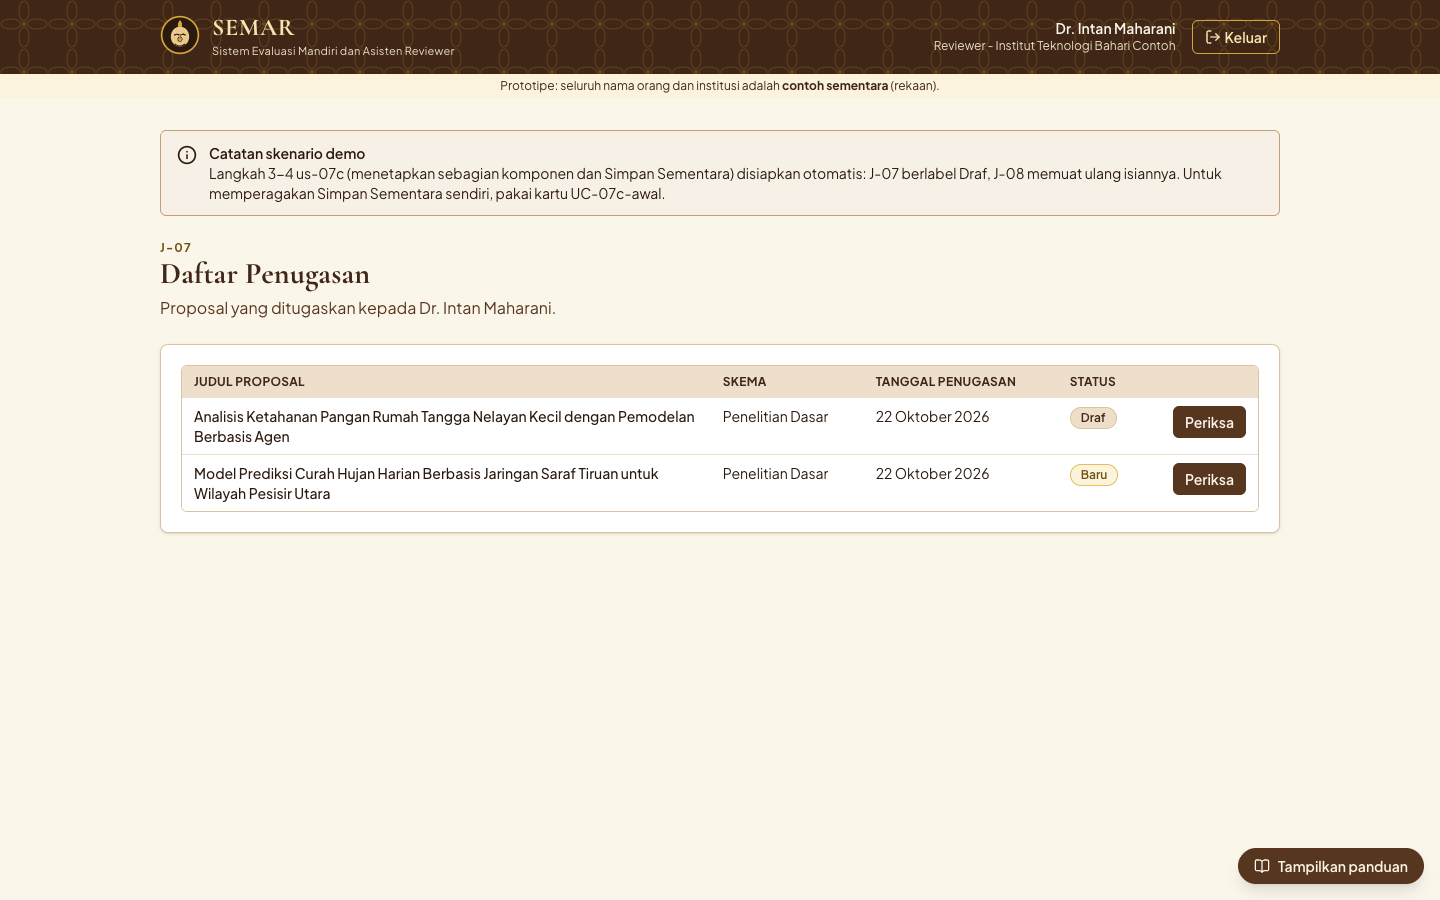 SEMAR
Sistem Evaluasi Mandiri dan Asisten Reviewer
Dr. Intan Maharani
Reviewer - Institut Teknologi Bahari Contoh
Keluar
Prototipe: seluruh nama orang dan institusi adalah contoh sementara (rekaan).
Catatan skenario demo
Langkah 3–4 us-07c (menetapkan sebagian komponen dan Simpan Sementara) disiapkan otomatis: J-07 berlabel Draf, J-08 memuat ulang isiannya. Untuk
memperagakan Simpan Sementara sendiri, pakai kartu UC-07c-awal.
J-07
Daftar Penugasan
Proposal yang ditugaskan kepada Dr. Intan Maharani.
JUDUL PROPOSAL SKEMA TANGGAL PENUGASAN STATUS
Analisis Ketahanan Pangan Rumah Tangga Nelayan Kecil dengan Pemodelan
Berbasis Agen
Penelitian Dasar
22 Oktober 2026
Draf
Periksa
Model Prediksi Curah Hujan Harian Berbasis Jaringan Saraf Tiruan untuk
Wilayah Pesisir Utara
Penelitian Dasar
22 Oktober 2026
Baru
Periksa
Tampilkan panduan